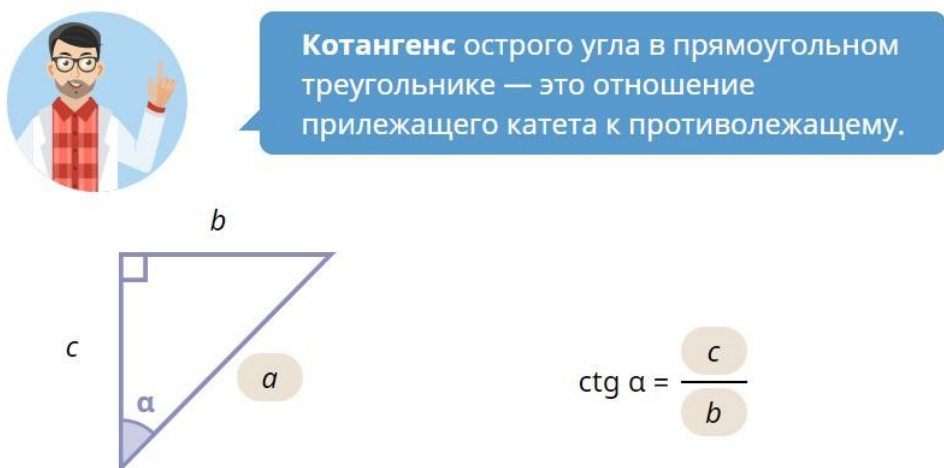 Котангенс острого угла в прямоугольном
треугольнике — это отношение
прилежащего катета к противолежащему.
b
c
a
α
ctg α = c
b